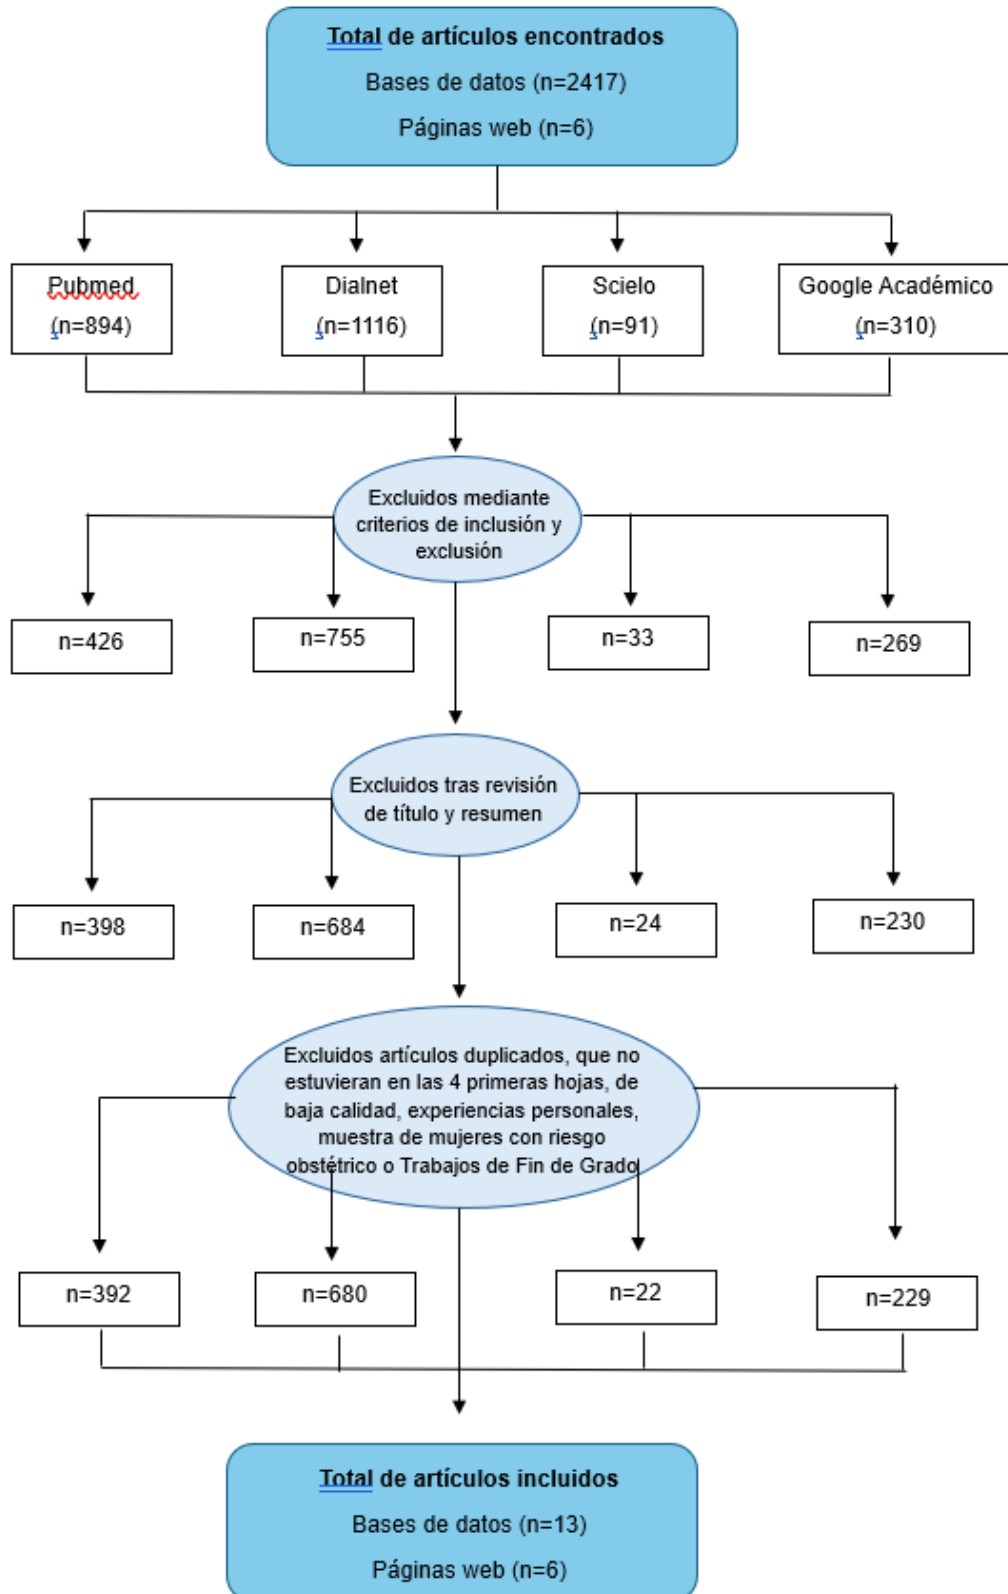 Total de artículos encontrados
Bases de datos (n=2417)
Páginas web (n=6)
Pubmed
(n=894)
Dialnet
(n=1116)
Scielo
(n=91)
Google Académico
(n=310)
Excluidos mediante
criterios de inclusión y
exclusión
n=426
n=755
n=33
n=269
Excluidos tras revisión
de título y resumen
n=398
n=684
n=24
n=230
Excluidos artículos duplicados, que no
estuvieran en las 4 primeras hojas, de
baja calidad, experiencias personales,
muestra de mujeres con riesgo
obstétrico o Trabajos de Fin de Grado
n=392
n=680
n=22
n=229
Total de artículos incluidos
Bases de datos (n=13)
Páginas web (n=6)